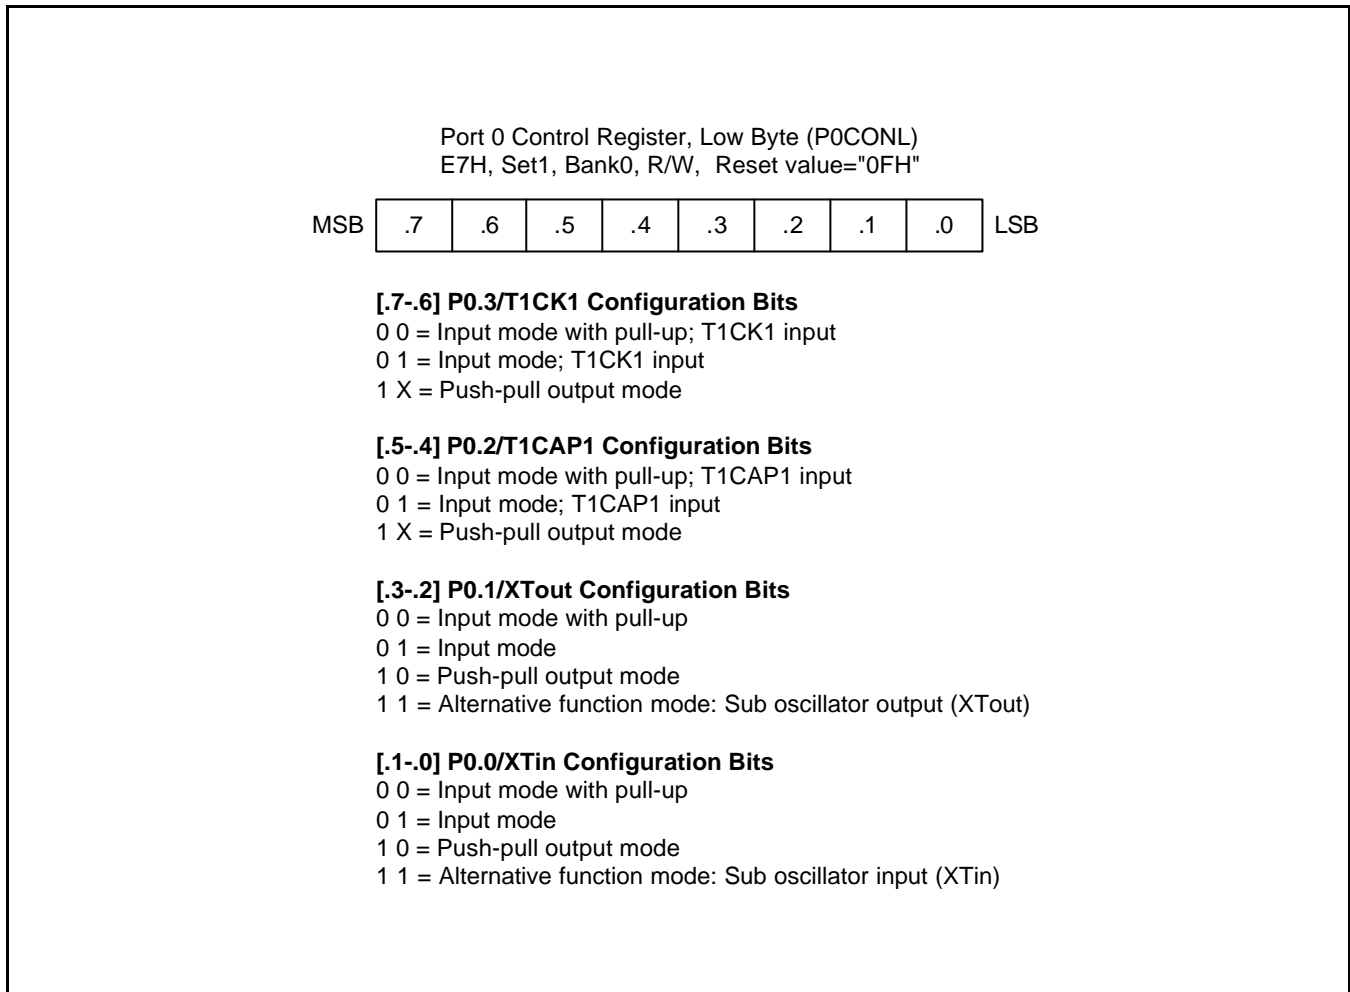 Port 0 Control Register, Low Byte (P0CONL)
E7H, Set1, Bank0, R/W, Reset value="0FH"
MSB .7 .6 .5 .4 .3 .2 .1 .0 LSB
[.7-.6] P0.3/T1CK1 Configuration Bits
0 0 = Input mode with pull-up; T1CK1 input
0 1 = Input mode; T1CK1 input
1 X = Push-pull output mode
[.5-.4] P0.2/T1CAP1 Configuration Bits
0 0 = Input mode with pull-up; T1CAP1 input
0 1 = Input mode; T1CAP1 input
1 X = Push-pull output mode
[.3-.2] P0.1/XTout Configuration Bits
0 0 = Input mode with pull-up
0 1 = Input mode
1 0 = Push-pull output mode
1 1 = Alternative function mode: Sub oscillator output (XTout)
[.1-.0] P0.0/XTin Configuration Bits
0 0 = Input mode with pull-up
0 1 = Input mode
1 0 = Push-pull output mode
1 1 = Alternative function mode: Sub oscillator input (XTin)